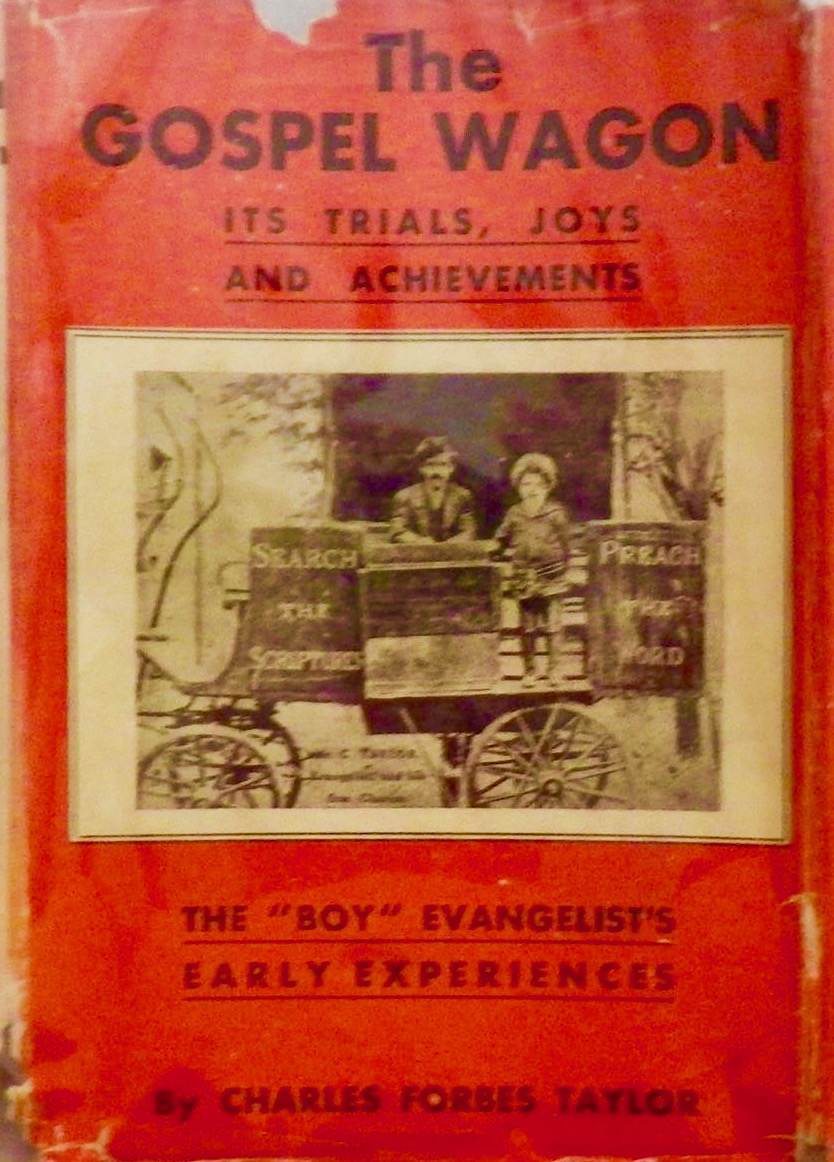 The
GOSPEL WAGON
ITS TRIALS, JOYS
AND ACHIEVEMENTS
SEARCH
THE
SCRIPTURES
PREACH
THE
WORD
THE "BOY" EVANGELIST'S
EARLY EXPERIENCES
By CHARLES FORBES TAYLOR